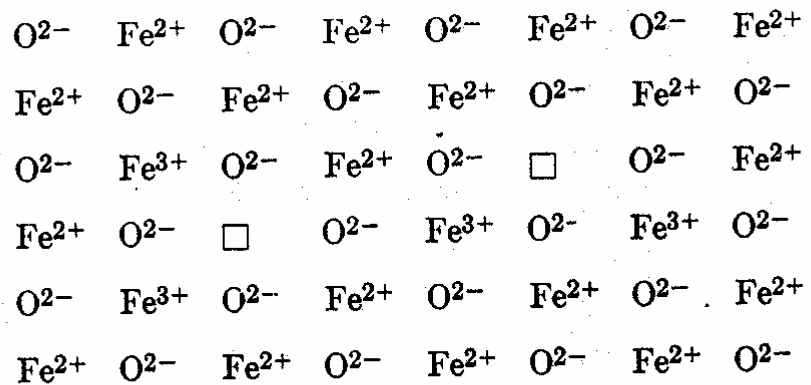 O²⁻ Fe²⁺ O²⁻ Fe²⁺ O²⁻ Fe²⁺ O²⁻ Fe²⁺
Fe²⁺ O²⁻ Fe²⁺ O²⁻ Fe²⁺ O²⁻ Fe²⁺ O²⁻
O²⁻ Fe³⁺ O²⁻ Fe²⁺ O²⁻ □ O²⁻ Fe²⁺
Fe²⁺ O²⁻ □ O²⁻ Fe³⁺ O²⁻ Fe³⁺ O²⁻
O²⁻ Fe³⁺ O²⁻ Fe²⁺ O²⁻ Fe²⁺ O²⁻ Fe²⁺
Fe²⁺ O²⁻ Fe²⁺ O²⁻ Fe²⁺ O²⁻ Fe²⁺ O²⁻